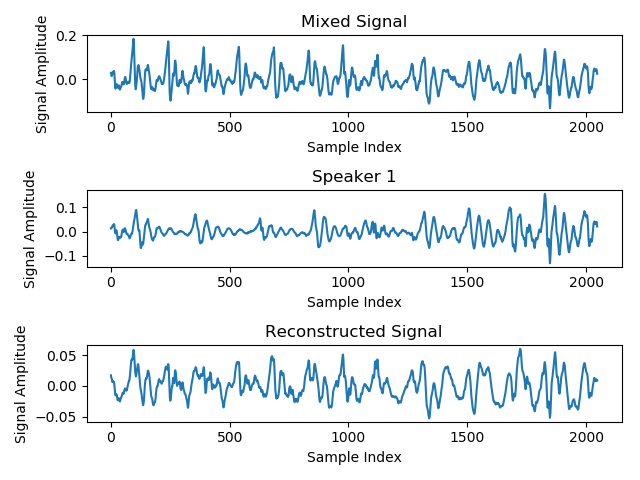 Mixed Signal
Signal Amplitude
0.2
0.0
0
500
1000
1500
2000
Sample Index
Speaker 1
Signal Amplitude
0.1
0.0
−0.1
0
500
1000
1500
2000
Sample Index
Reconstructed Signal
Signal Amplitude
0.05
0.00
−0.05
0
500
1000
1500
2000
Sample Index